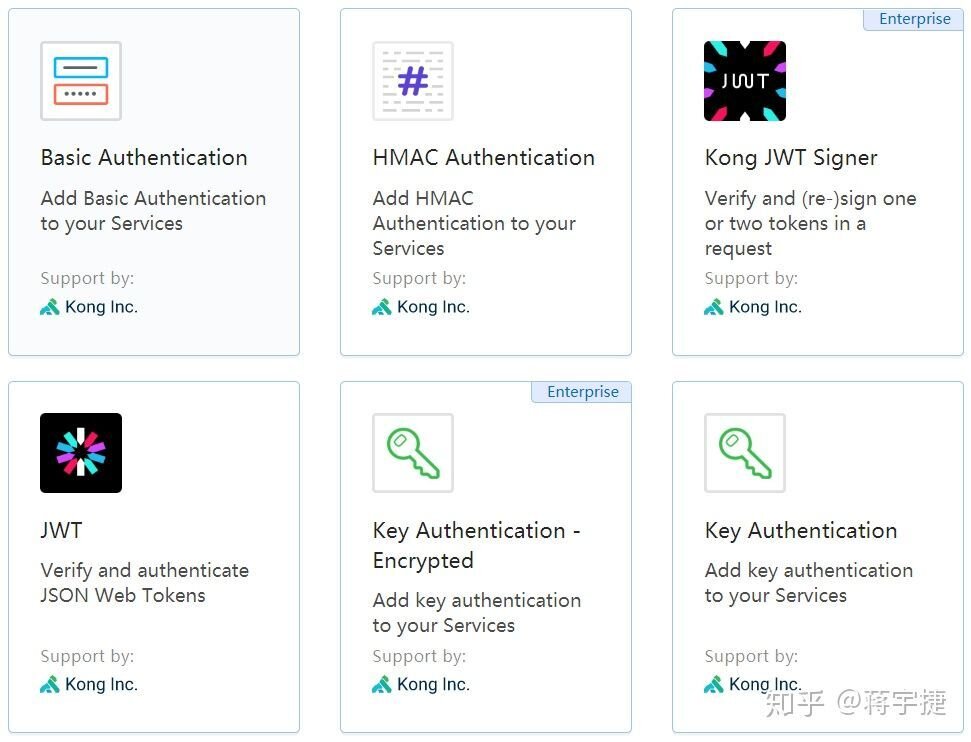 Basic Authentication
Add Basic Authentication
to your Services
Support by:
Kong Inc.
#
HMAC Authentication
Add HMAC
Authentication to your
Services
Support by:
Kong Inc.
Enterprise
JWT
Kong JWT Signer
Verify and (re-)sign one
or two tokens in a
request
Support by:
Kong Inc.
JWT
Verify and authenticate
JSON Web Tokens
Support by:
Kong Inc.
Enterprise
Key Authentication -
Encrypted
Add key authentication
to your Services
Support by:
Kong Inc.
Key Authentication
Add key authentication
to your Services
Support by:
Kong Inc.
知乎 @蒋宇捷